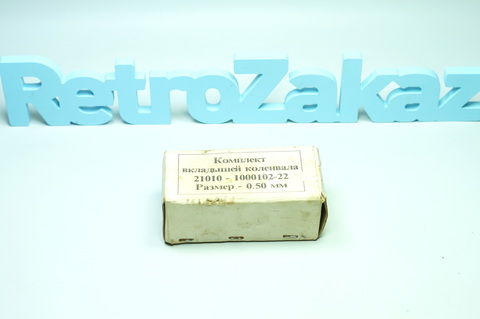 RetroZakaz
Комплект
вкладышей коленвала
21010 - 1000102-22
Размер - 0.50 мм